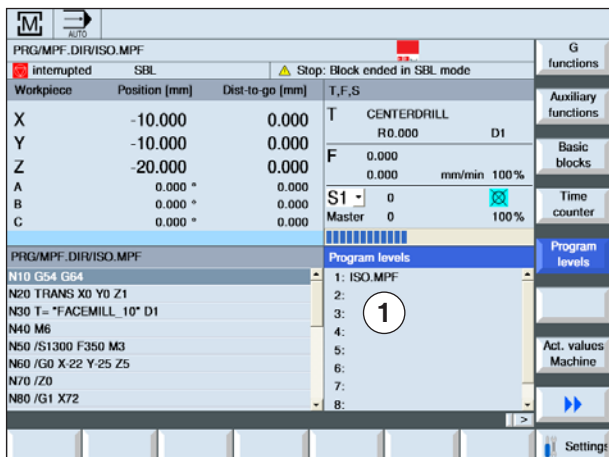 M
AUTO
PRG/MPF.DIR/ISO.MPF
interrupted SBL Stop: Block ended in SBL mode
Workpiece Position [mm] Dist-to-go [mm]
X -10.000 0.000
Y -10.000 0.000
Z -20.000 0.000
A 0.000 ° 0.000
B 0.000 ° 0.000
C 0.000 ° 0.000
T,F,S
T CENTERDRILL
R0.000 D1
F 0.000
0.000 mm/min 100%
S1 0
Master 0 100%
PRG/MPF.DIR/ISO.MPF
N10 G54 G64
N20 TRANS X0 Y0 Z1
N30 T= "FACEMILL_10" D1
N40 M6
N50 /S1300 F350 M3
N60 /G0 X-22 Y-25 Z5
N70 /Z0
N80 /G1 X72
Program levels
1: ISO.MPF
2:
3:
4:
5:
6:
7:
8:
1
>
G
functions
Auxiliary
functions
Basic
blocks
Time
counter
Program
levels
Act. values
Machine
Settings